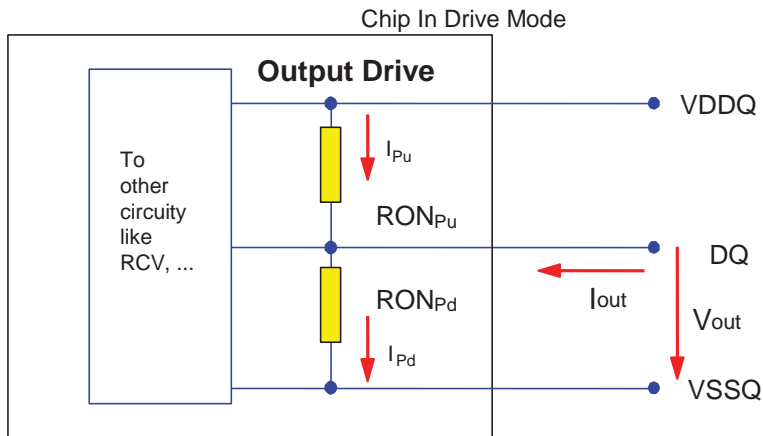 Chip In Drive Mode
Output Drive
VDDQ
To
other
circuity
like
RCV, ...
IPu
RONPu
DQ
RONPd
Iout
Vout
IPd
VSSQ